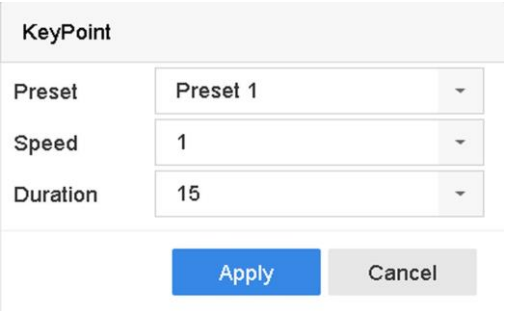 KeyPoint
Preset Preset 1
Speed 1
Duration 15
Apply Cancel